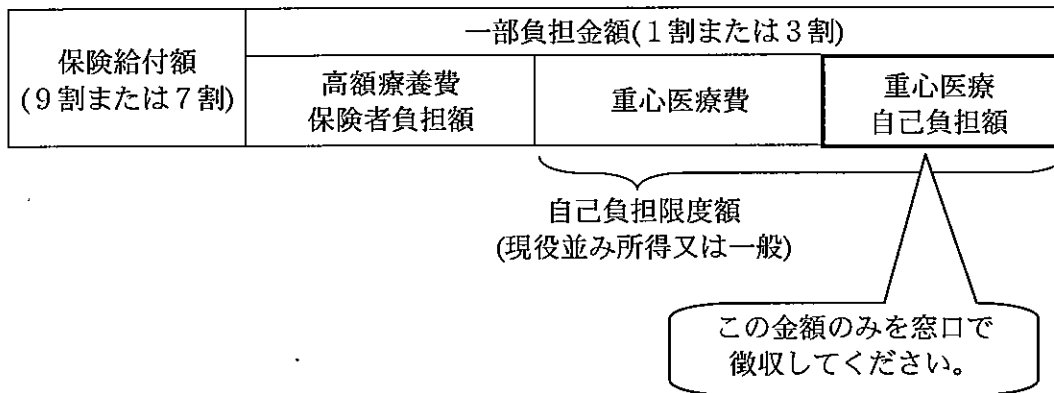 保険給付額
(9割または7割)
一部負担金額(1割または3割)
高額療養費
保険者負担額
重心医療費
重心医療
自己負担額
自己負担限度額
(現役並み所得又は一般)
この金額のみを窓口で
徴収してください。